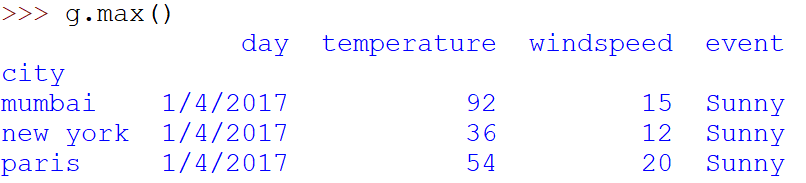 >>> g.max()
day temperature windspeed event
city
mumbai 1/4/2017 92 15 Sunny
new york 1/4/2017 36 12 Sunny
paris 1/4/2017 54 20 Sunny